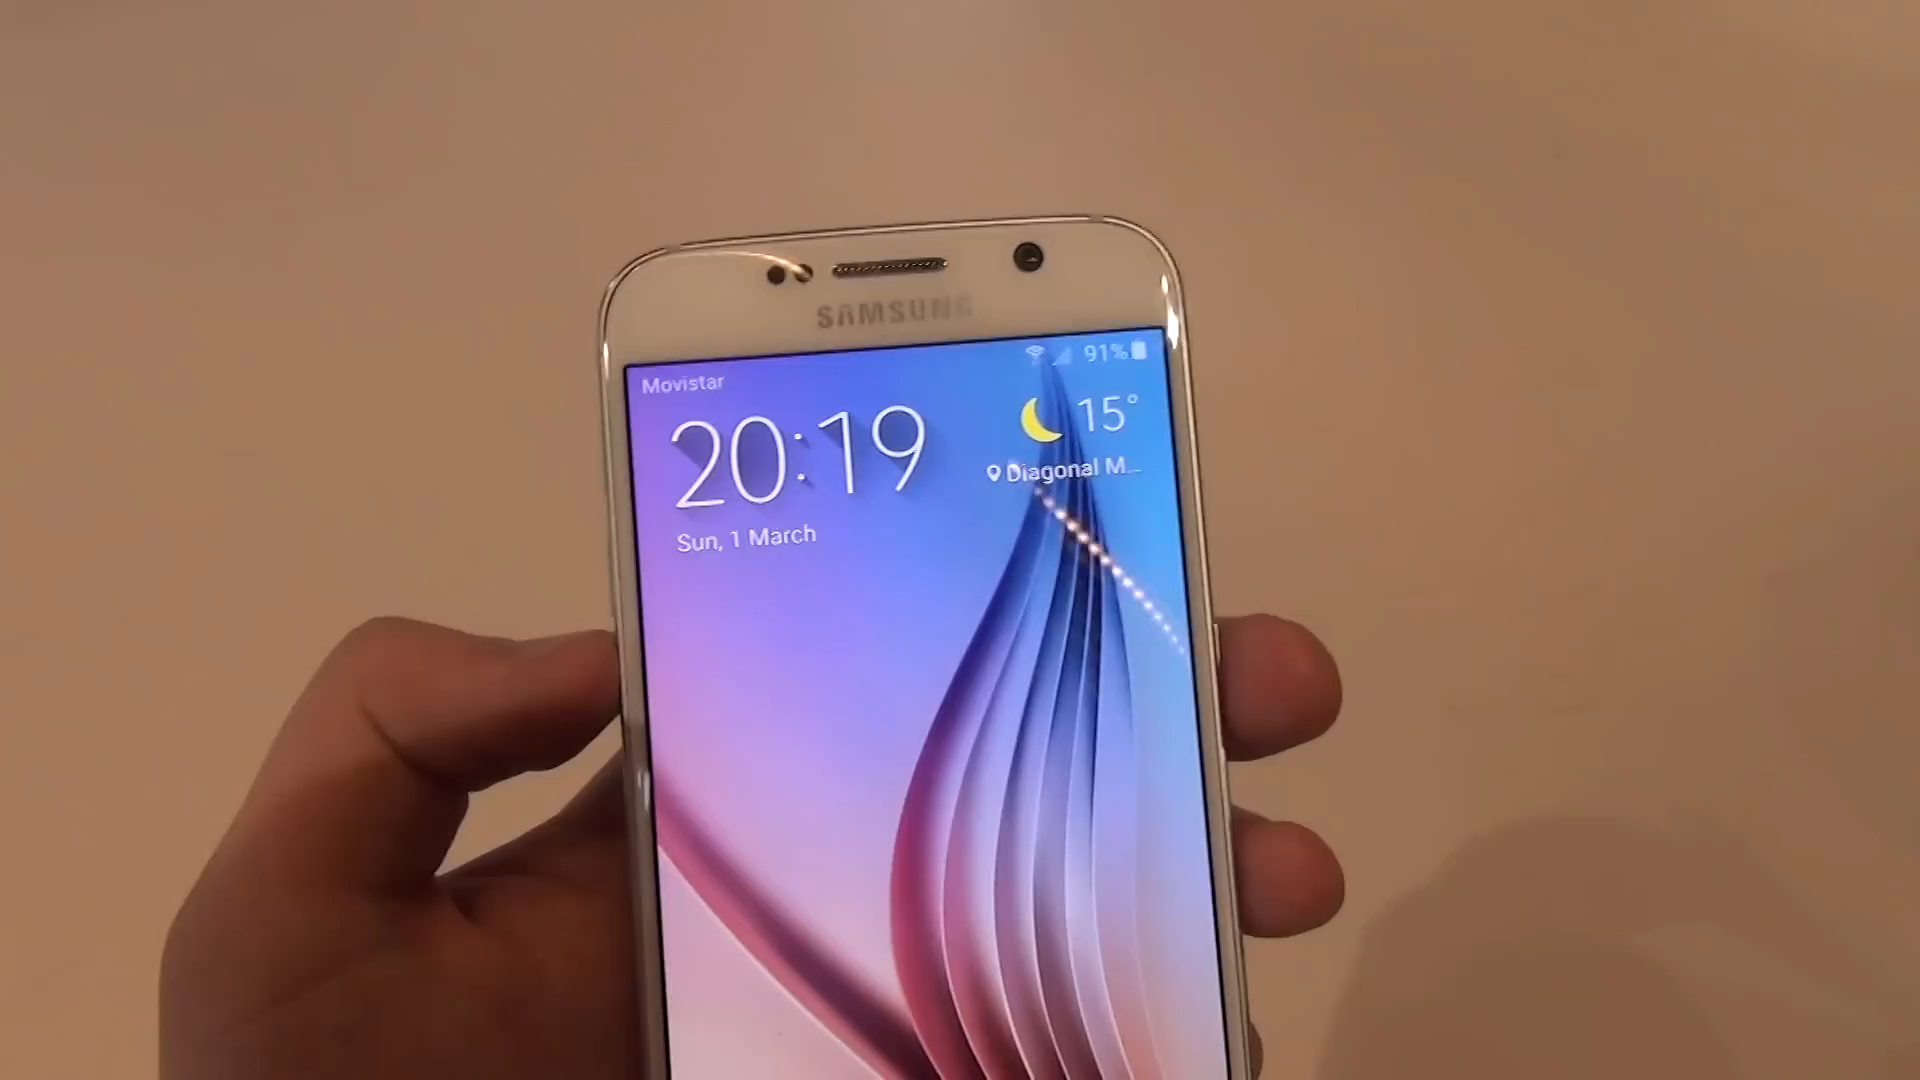 SAMSUNG
91%
Movistar
20:19
15°
Diagonal M...
Sun, 1 March